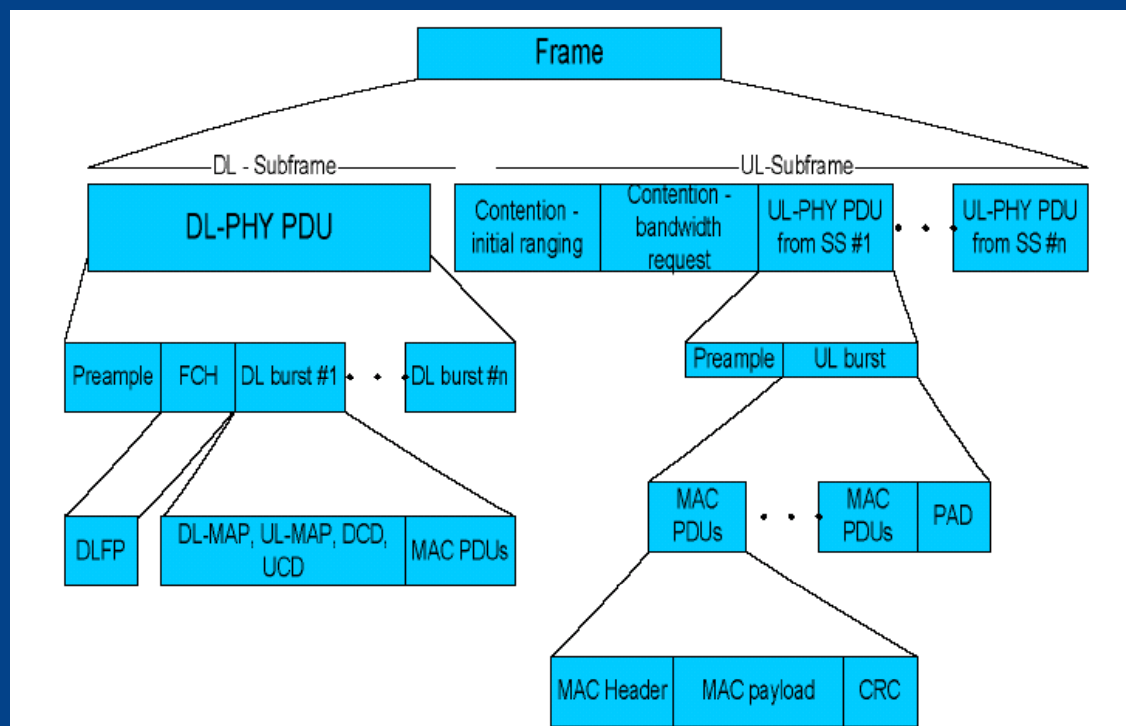 Frame
DL - Subframe
UL-Subframe
DL-PHY PDU
Contention -
initial ranging
Contention -
bandwidth
request
UL-PHY PDU
from SS #1
UL-PHY PDU
from SS #n
Preample
FCH
DL burst #1
DL burst #n
Preample
UL burst
DLFP
DL-MAP, UL-MAP, DCD,
UCD
MAC PDUs
MAC
PDUs
MAC
PDUs
PAD
MAC Header
MAC payload
CRC